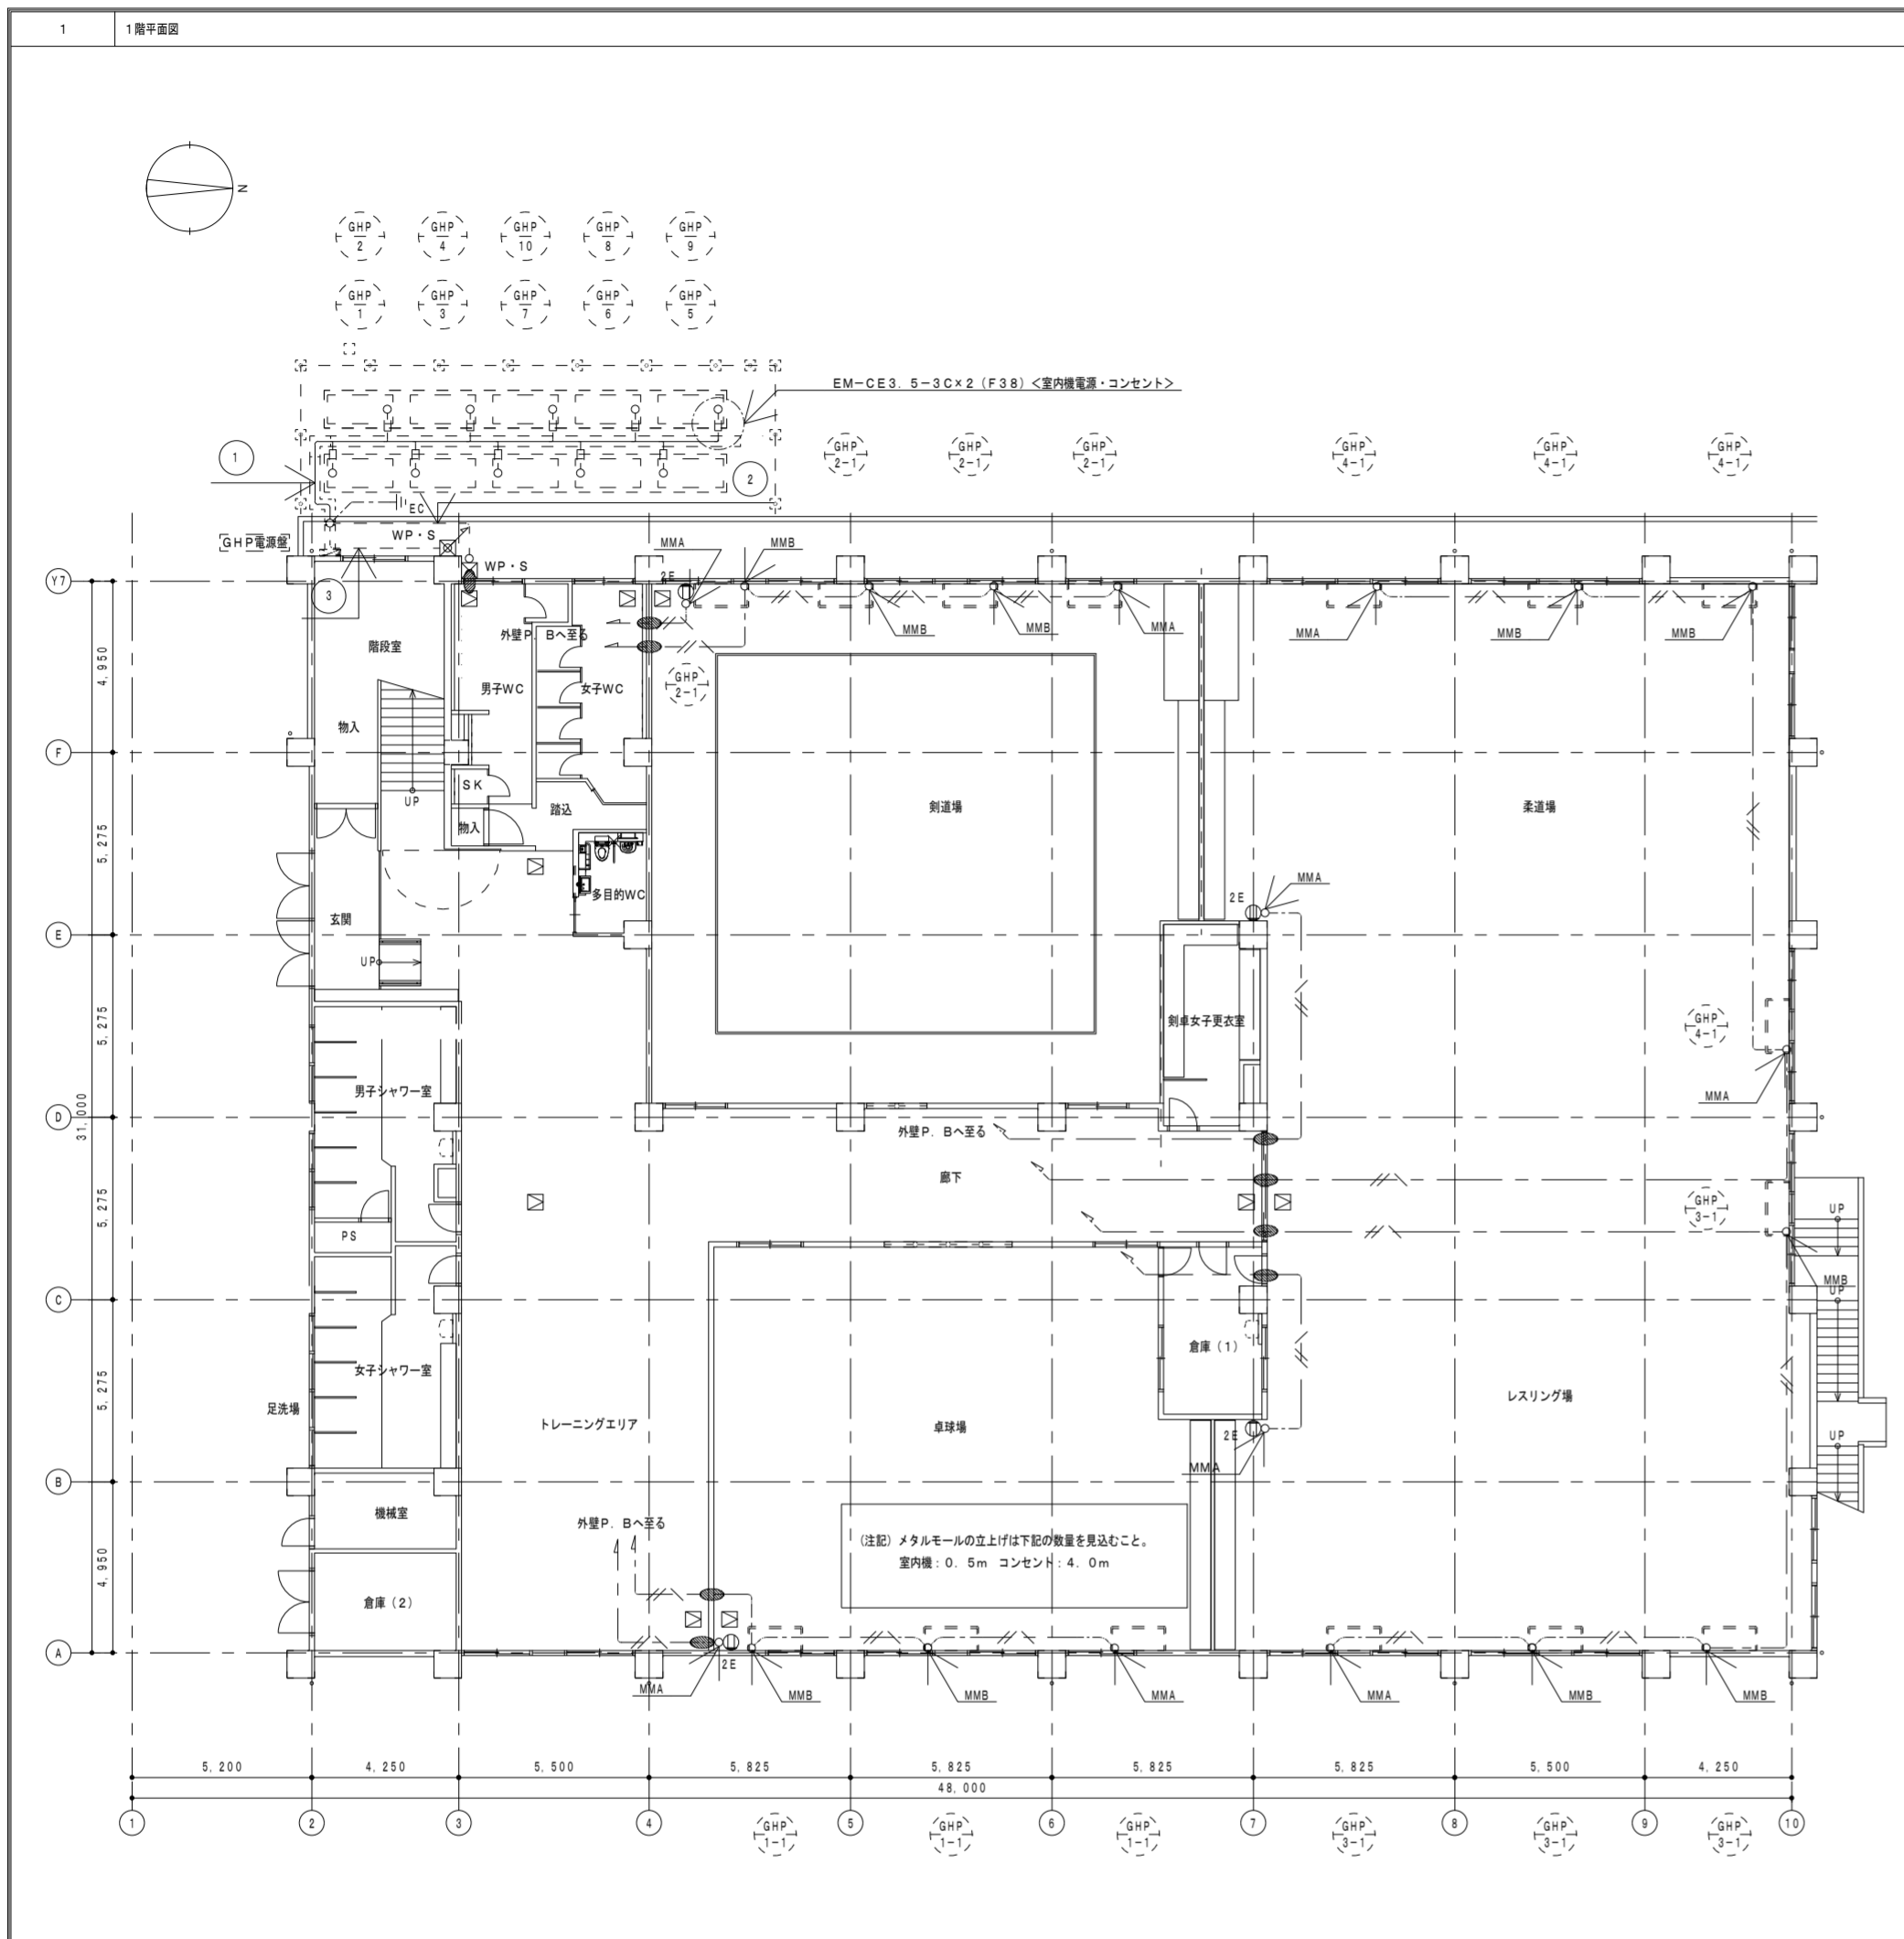 1
1階平面図
N
GHP
2
GHP
4
GHP
10
GHP
8
GHP
9
GHP
1
GHP
3
GHP
7
GHP
6
GHP
5
EM-CE3.5-3C×2(F38)<室内機電源・コンセント>
1
2
GHP
2-1
GHP
2-1
GHP
2-1
GHP
4-1
GHP
4-1
GHP
4-1
EC
GHP電源盤
WP・S
WP・S
MMA
MMB
2E
3
Y7
外壁P.Bへ至る
MMB
MMB
MMA
MMA
MMB
MMB
階段室
4,950
男子WC
女子WC
GHP
2-1
物入
F
SK
UP
踏込
剣道場
柔道場
物入
5,275
多目的WC
MMA
2E
玄関
E
UP
剣卓女子更衣室
GHP
4-1
5,275
男子シャワー室
MMA
D
31,000
外壁P.Bへ至る
廊下
GHP
3-1
UP
5,275
PS
MMB
UP
C
倉庫(1)
女子シャワー室
5,275
足洗場
トレーニングエリア
卓球場
レスリング場
2E
UP
MMA
B
機械室
外壁P.Bへ至る
(注記)メタルモールの立上げは下記の数量を見込むこと。
室内機:0.5m コンセント:4.0m
4,950
倉庫(2)
A
2E
MMA
MMB
MMB
MMA
MMA
MMB
MMB
5,200
4,250
5,500
5,825
5,825
5,825
5,825
5,500
4,250
48,000
1
2
3
4
GHP
1-1
5
GHP
1-1
6
GHP
1-1
7
GHP
3-1
8
GHP
3-1
9
GHP
3-1
10